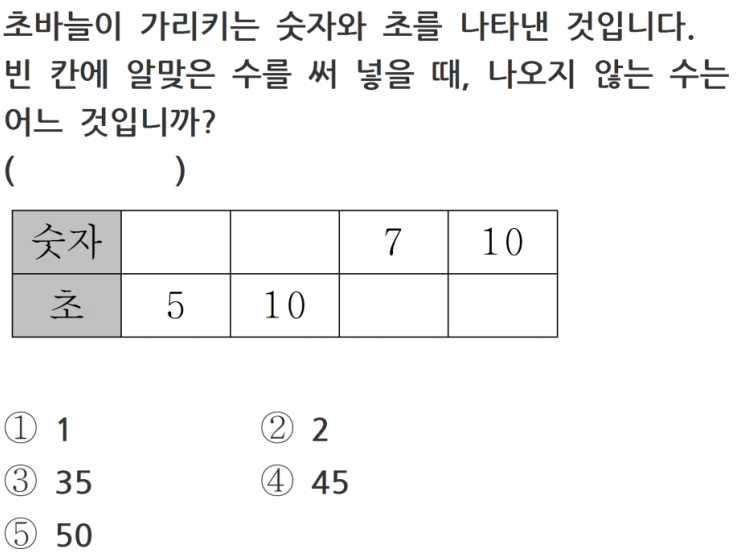 초바늘이 가리키는 숫자와 초를 나타낸 것입니다.
빈 칸에 알맞은 수를 써 넣을 때, 나오지 않는 수는
어느 것입니까?
( )
숫자 7 10
초 5 10
① 1 ② 2
③ 35 ④ 45
⑤ 50